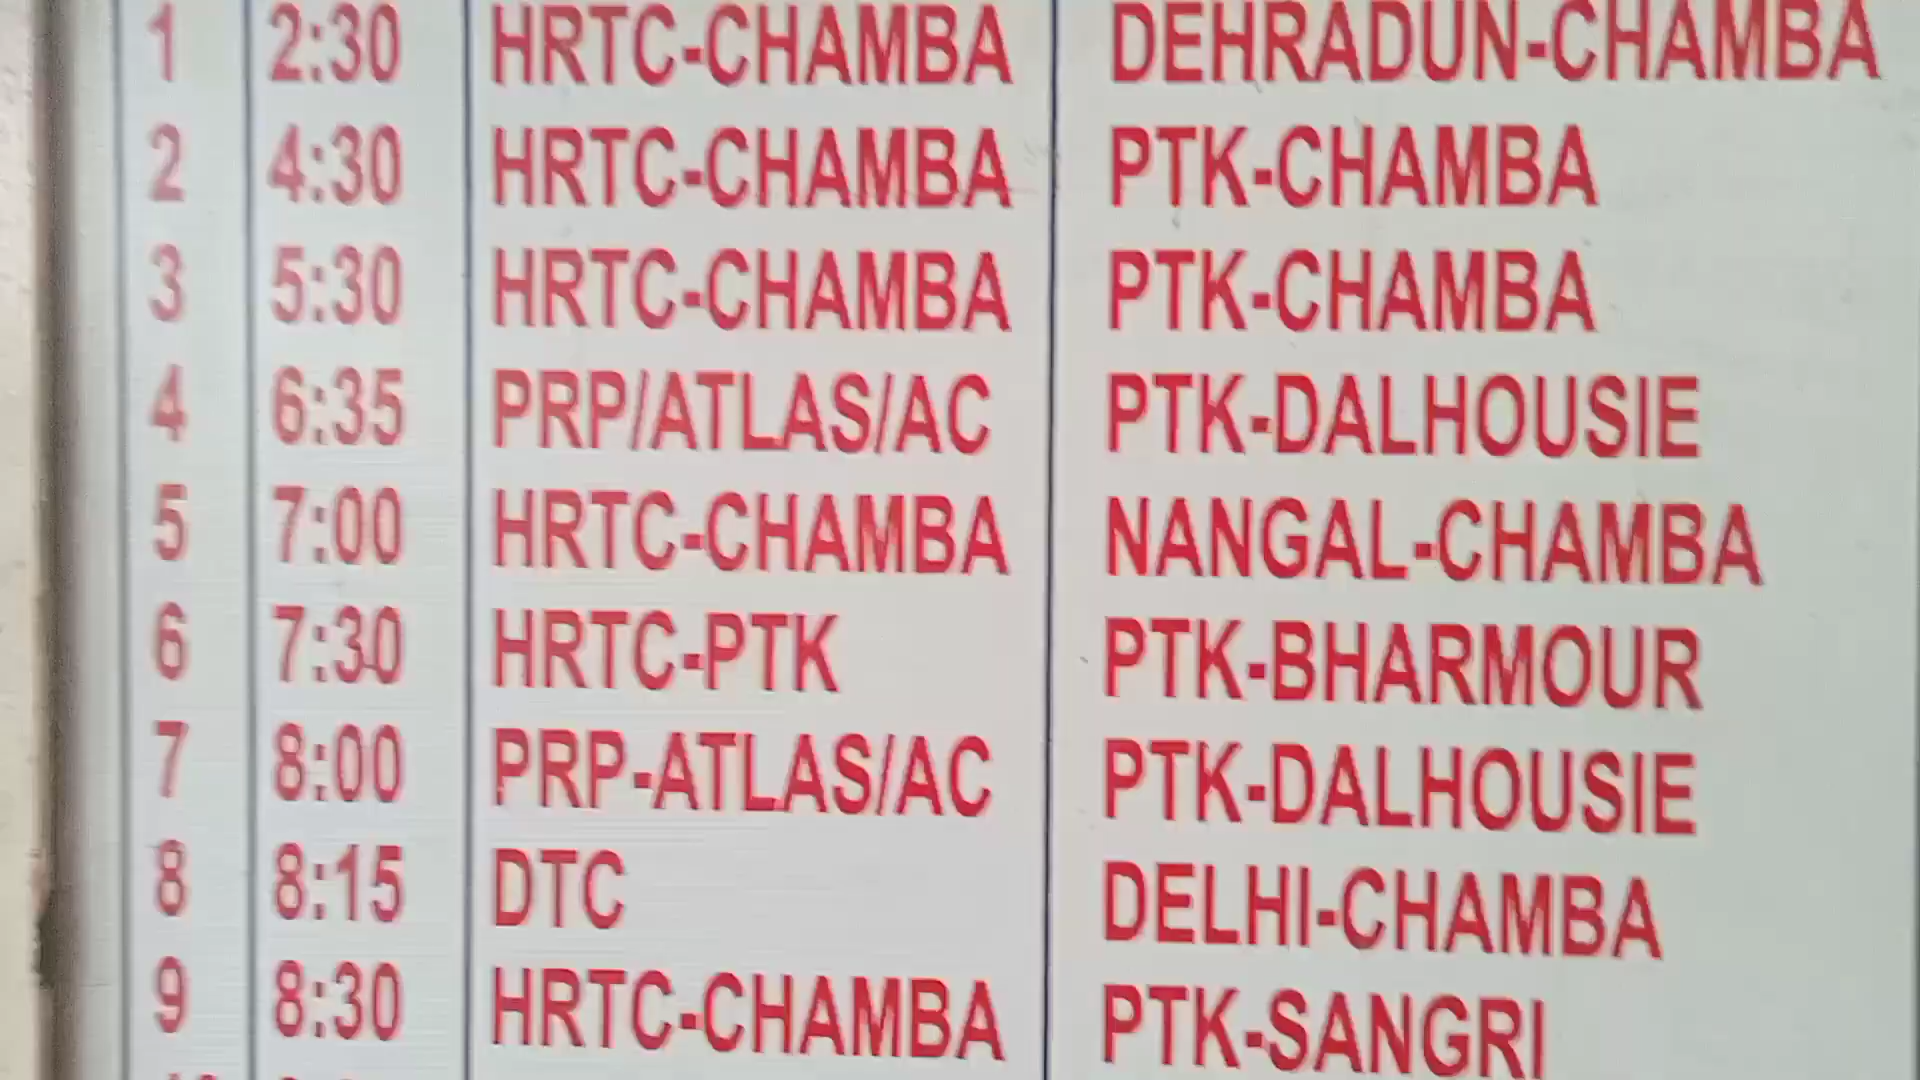 1 2:30 HRTC-CHAMBA DEHRADUN-CHAMBA
2 4:30 HRTC-CHAMBA PTK-CHAMBA
3 5:30 HRTC-CHAMBA PTK-CHAMBA
4 6:35 PRP/ATLAS/AC PTK-DALHOUSIE
5 7:00 HRTC-CHAMBA NANGAL-CHAMBA
6 7:30 HRTC-PTK PTK-BHARMOUR
7 8:00 PRP-ATLAS/AC PTK-DALHOUSIE
8 8:15 DTC DELHI-CHAMBA
9 8:30 HRTC-CHAMBA PTK-SANGRI